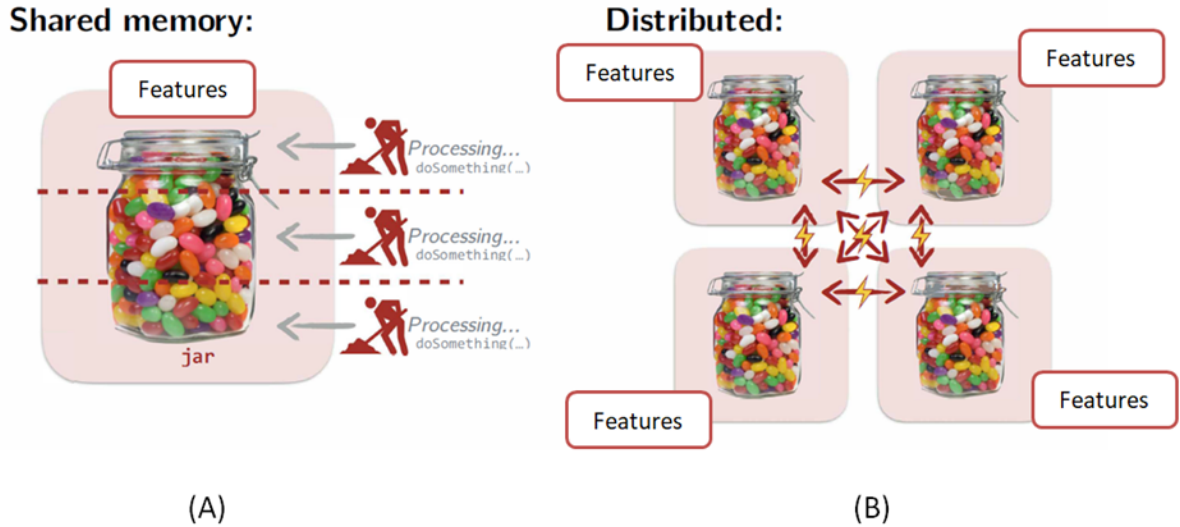 Shared memory:
Features
Processing...
doSomething(…)
Processing...
doSomething(…)
Processing...
doSomething(…)
jar
Distributed:
Features
Features
Features
Features
(A)
(B)